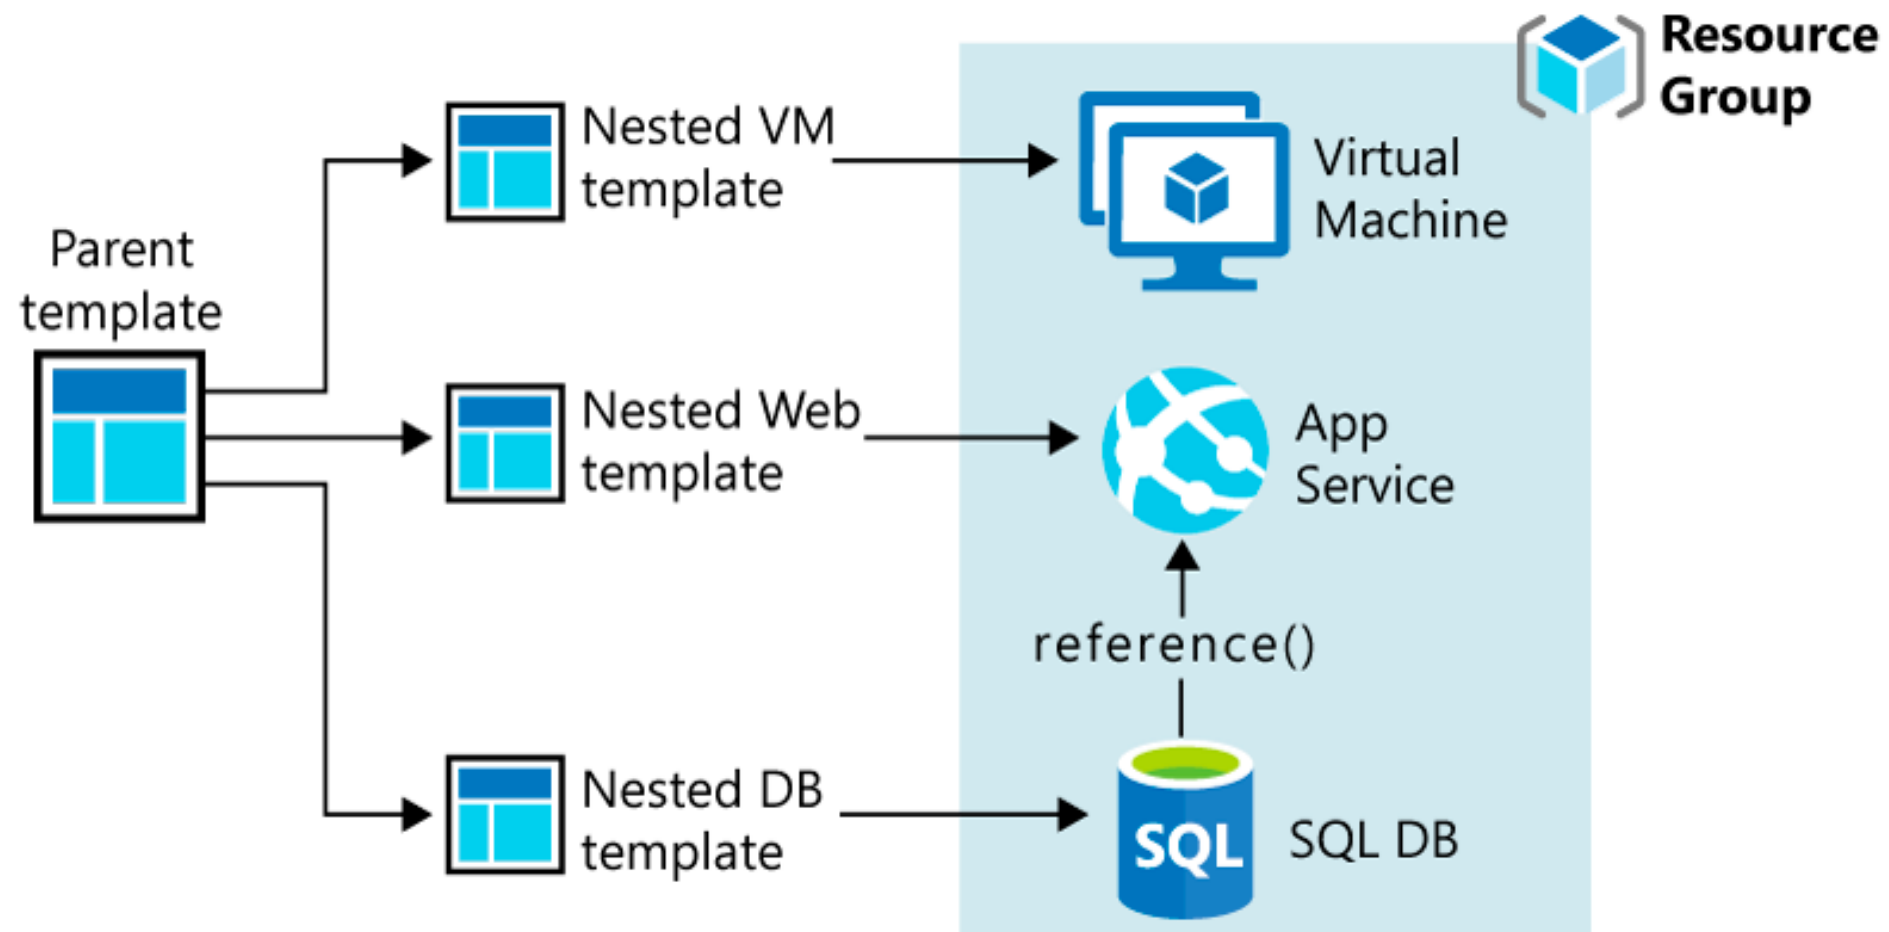 Resource
Group
Nested VM
template
Virtual
Machine
Parent
template
Nested Web
template
App
Service
reference()
Nested DB
template
SQL
SQL DB